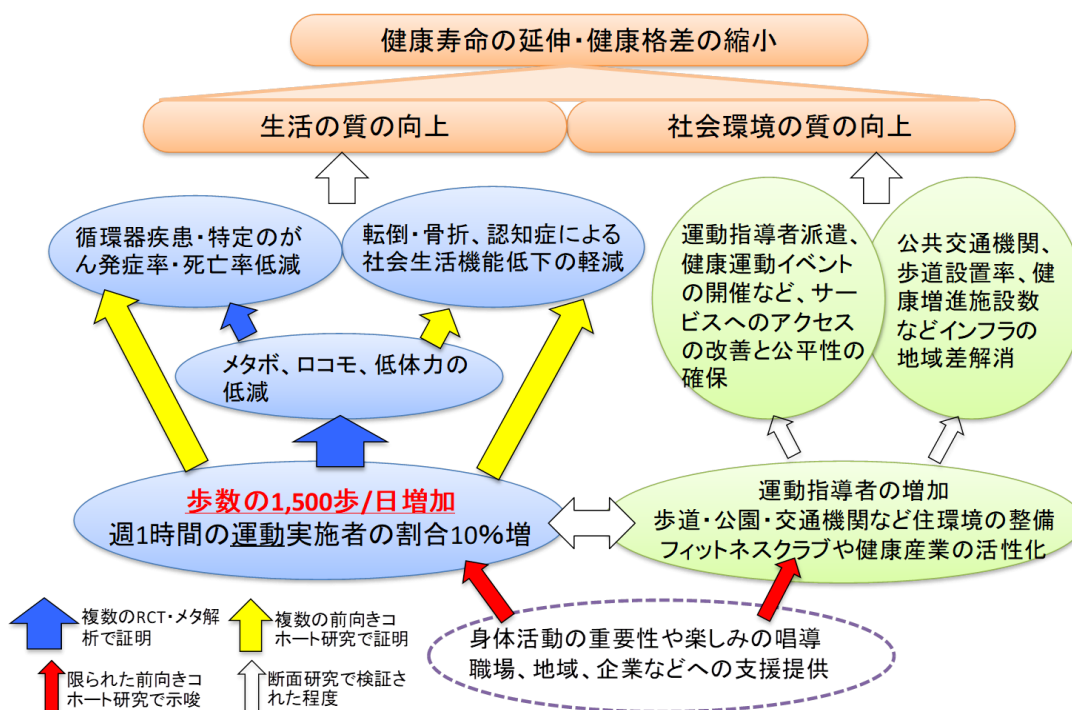 健康寿命の延伸・健康格差の縮小
生活の質の向上
社会環境の質の向上
循環器疾患・特定のが
ん発症率・死亡率低減
転倒・骨折、認知症による
社会生活機能低下の軽減
運動指導者派遣、
健康運動イベント
の開催など、サー
ビスへのアクセス
の改善と公平性の
確保
公共交通機関、
歩道設置率、健
康増進施設数
などインフラの
地域差解消
メタボ、ロコモ、低体力の
低減
歩数の1,500歩/日増加
週1時間の運動実施者の割合10%増
運動指導者の増加
歩道・公園・交通機関など住環境の整備
フィットネスクラブや健康産業の活性化
身体活動の重要性や楽しみの唱導
職場、地域、企業などへの支援提供
複数のRCT・メタ解
析で証明
複数の前向きコ
ホート研究で証明
限られた前向きコ
ホート研究で示唆
断面研究で検証さ
れた程度